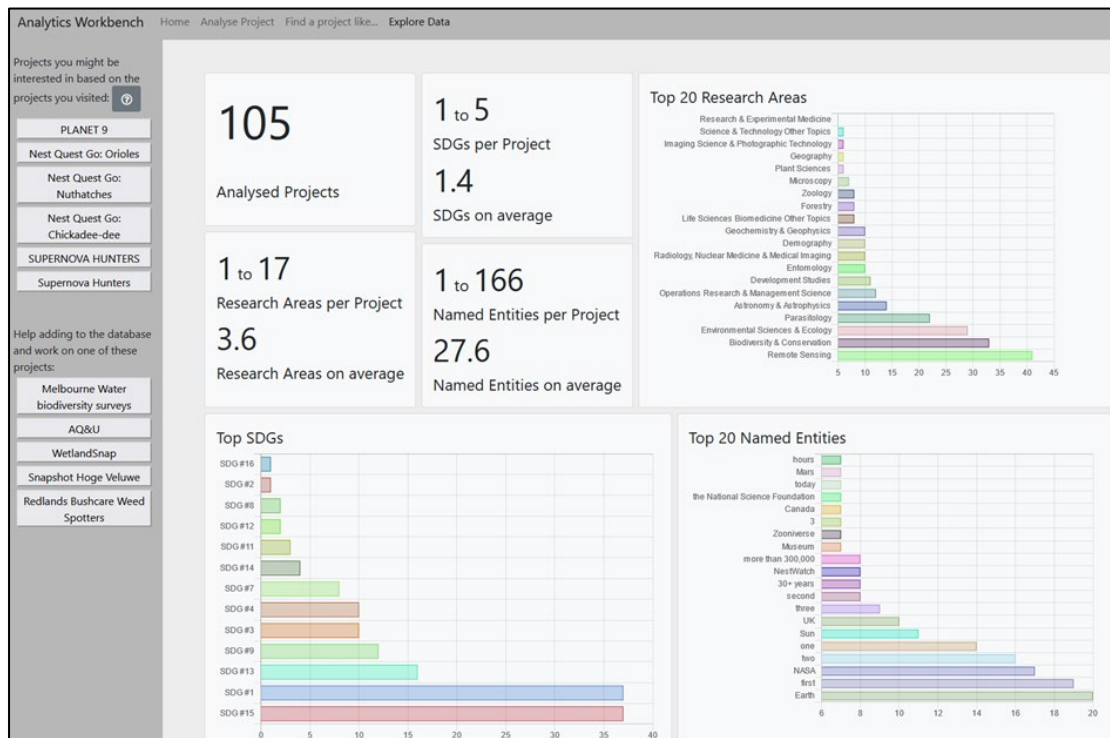 Analytics Workbench Home Analyse Project Find a project like... Explore Data
Projects you might be
interested in based on the
projects you visited: ?
PLANET 9
Nest Quest Go: Orioles
Nest Quest Go:
Nuthatches
Nest Quest Go:
Chickadee-dee
SUPERNOVA HUNTERS
Supernova Hunters
Help adding to the database
and work on one of these
projects:
Melbourne Water
biodiversity surveys
AQ&U
WetlandSnap
Snapshot Hoge Veluwe
Redlands Bushcare Weed
Spotters
105
Analysed Projects
1 to 5
SDGs per Project
1.4
SDGs on average
1 to 17
Research Areas per Project
3.6
Research Areas on average
1 to 166
Named Entities per Project
27.6
Named Entities on average
Top 20 Research Areas
Research & Experimental Medicine
Science & Technology Other Topics
Imaging Science & Photographic Technology
Geography
Plant Sciences
Microscopy
Zoology
Forestry
Life Sciences Biomedicine Other Topics
Geochemistry & Geophysics
Demography
Radiology, Nuclear Medicine & Medical Imaging
Entomology
Development Studies
Operations Research & Management Science
Astronomy & Astrophysics
Parasitology
Environmental Sciences & Ecology
Biodiversity & Conservation
Remote Sensing
5 10 15 20 25 30 35 40 45
Top SDGs
SDG #16
SDG #2
SDG #8
SDG #12
SDG #11
SDG #14
SDG #7
SDG #4
SDG #3
SDG #9
SDG #13
SDG #1
SDG #15
0 5 10 15 20 25 30 35 40
Top 20 Named Entities
hours
Mars
today
the National Science Foundation
Canada
3
Zooniverse
Museum
more than 300,000
NestWatch
30+ years
second
three
UK
Sun
one
two
NASA
first
Earth
6 8 10 12 14 16 18 20